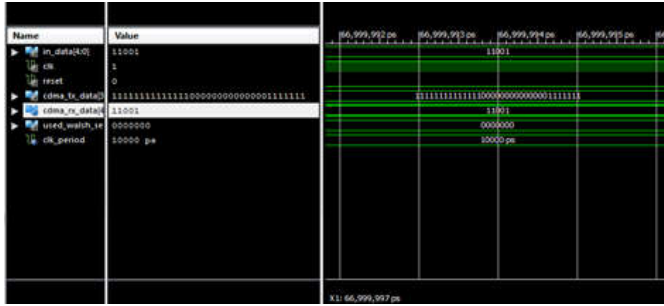 Name Value
66,999,992 ps 66,999,993 ps 66,999,994 ps 66,999,995 ps
in_data[4:0] 11001 11001
clk 1
reset 0
cdma_tx_data[3
cdma_rx_data[4 11001 11001
used_walsh_se 0000000 0000000
clk_period 10000 ps 10000 ps
X1: 66,999,997 ps